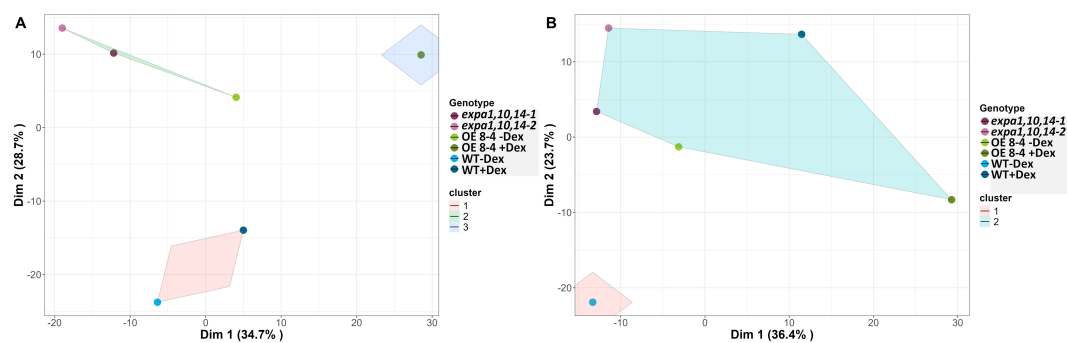 A
10
0
-10
-20
Dim 2 (28.7% )
-20
-10
0
10
20
30
Dim 1 (34.7% )
Genotype
expa1,10,14-1
expa1,10,14-2
OE 8-4 -Dex
OE 8-4 +Dex
WT-Dex
WT+Dex
cluster
1
2
3
B
10
0
-10
-20
Dim 2 (23.7% )
-10
0
10
20
30
Dim 1 (36.4% )
Genotype
expa1,10,14-1
expa1,10,14-2
OE 8-4 -Dex
OE 8-4 +Dex
WT-Dex
WT+Dex
cluster
1
2